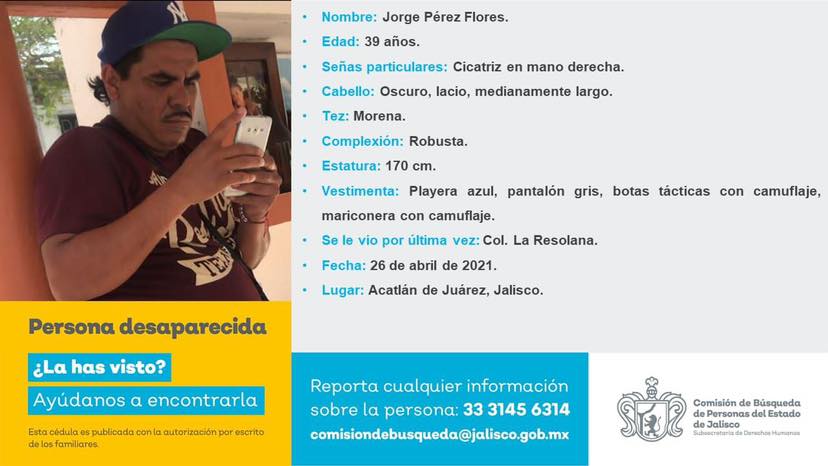 • Nombre: Jorge Pérez Flores.
• Edad: 39 años.
• Señas particulares: Cicatriz en mano derecha.
• Cabello: Oscuro, lacio, medianamente largo.
• Tez: Morena.
• Complexión: Robusta.
• Estatura: 170 cm.
• Vestimenta: Playera azul, pantalón gris, botas tácticas con camuflaje,
mariconera con camuflaje.
• Se le vio por última vez: Col. La Resolana.
• Fecha: 26 de abril de 2021.
• Lugar: Acatlán de Juárez, Jalisco.
Persona desaparecida
¿La has visto?
Ayúdanos a encontrarla
Esta cédula es publicada con la autorización por escrito
de los familiares.
Reporta cualquier información
sobre la persona: 33 3145 6314
comisiondebusqueda@jalisco.gob.mx
Comisión de Búsqueda
de Personas del Estado
de Jalisco
Subsecretaría de Derechos Humanos